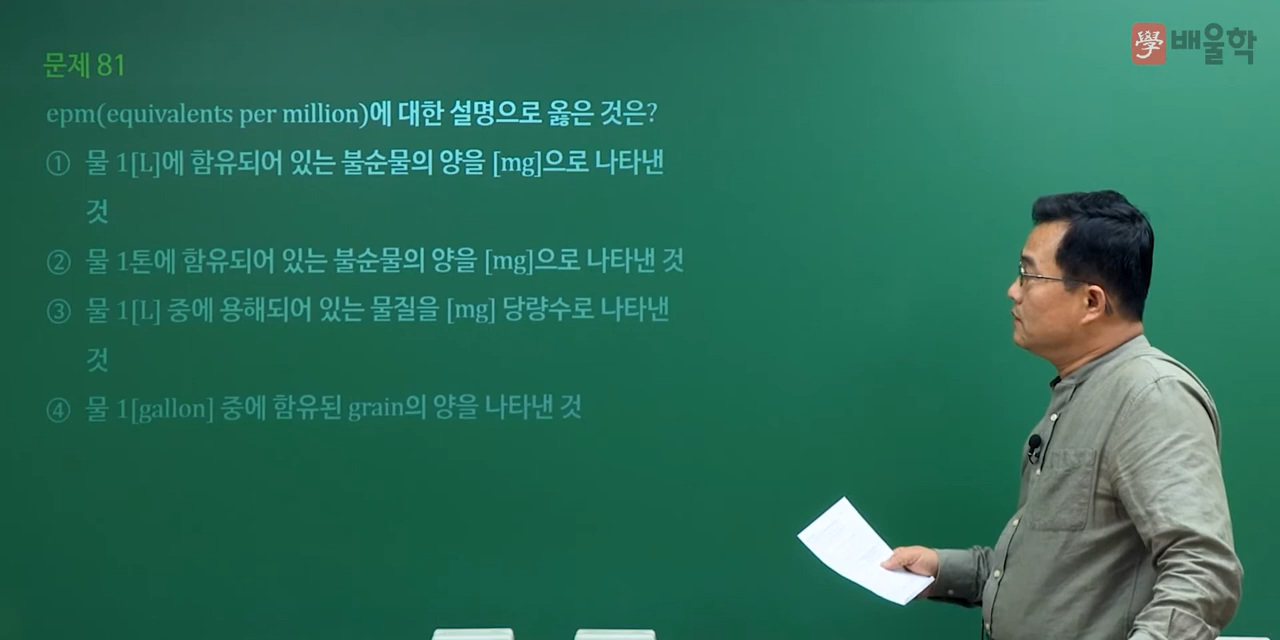 學 배울학
문제 81
epm(equivalents per million)에 대한 설명으로 옳은 것은?
① 물 1[L]에 함유되어 있는 불순물의 양을 [mg]으로 나타낸
것
② 물 1톤에 함유되어 있는 불순물의 양을 [mg]으로 나타낸 것
③ 물 1[L] 중에 용해되어 있는 물질을 [mg] 당량수로 나타낸
것
④ 물 1[gallon] 중에 함유된 grain의 양을 나타낸 것